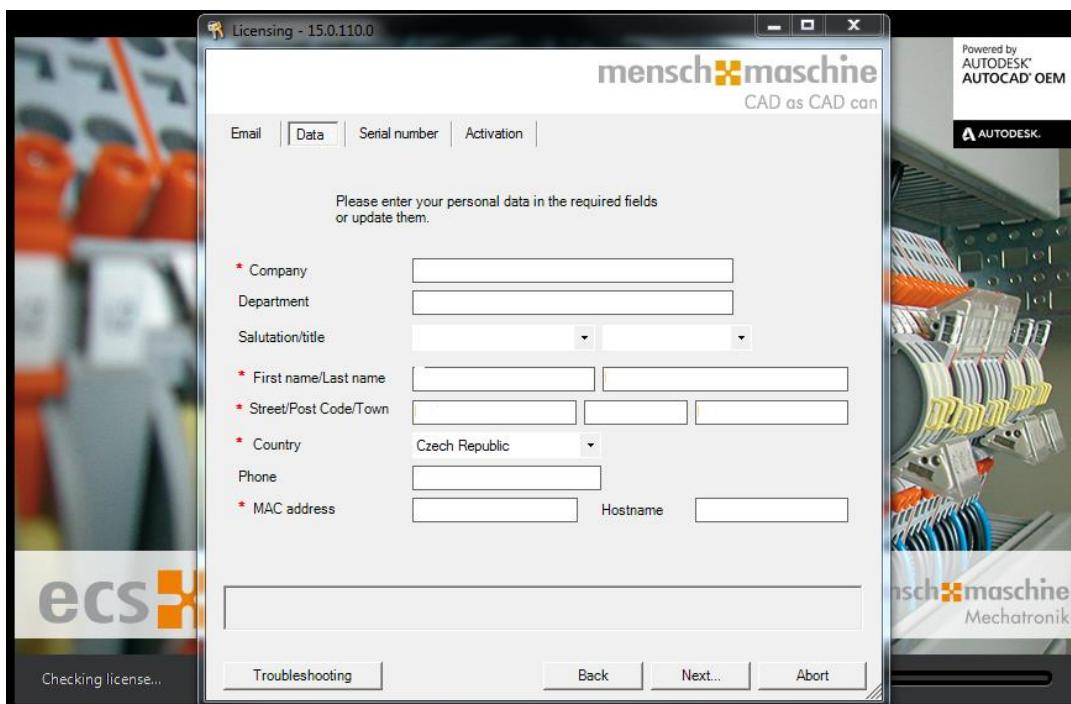 Licensing - 15.0.110.0
Powered by
AUTODESK®
AUTOCAD® OEM
AUTODESK.
mensch maschine
CAD as CAD can
Email Data Serial number Activation
Please enter your personal data in the required fields
or update them.
* Company
Department
Salutation/title
* First name/Last name
* Street/Post Code/Town
* Country Czech Republic
Phone
* MAC address Hostname
ecs
nsch maschine
Mechatronik
Troubleshooting Back Next... Abort
Checking license...